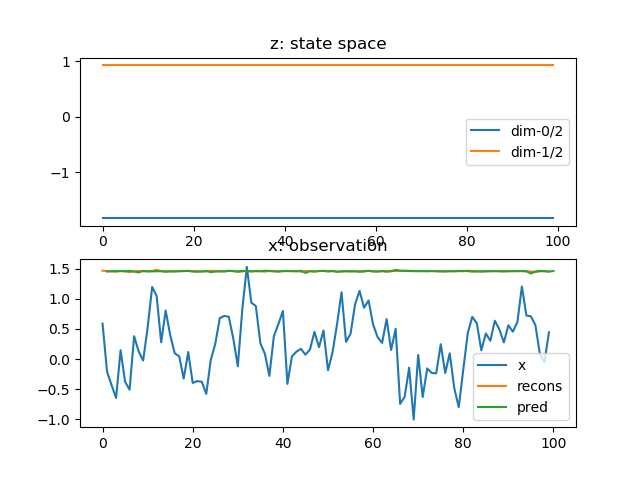 z: state space
1
0
−1
dim-0/2
dim-1/2
0 20 40 60 80 100
x: observation
1.5
1.0
0.5
0.0
−0.5
−1.0
x
recons
pred
0 20 40 60 80 100